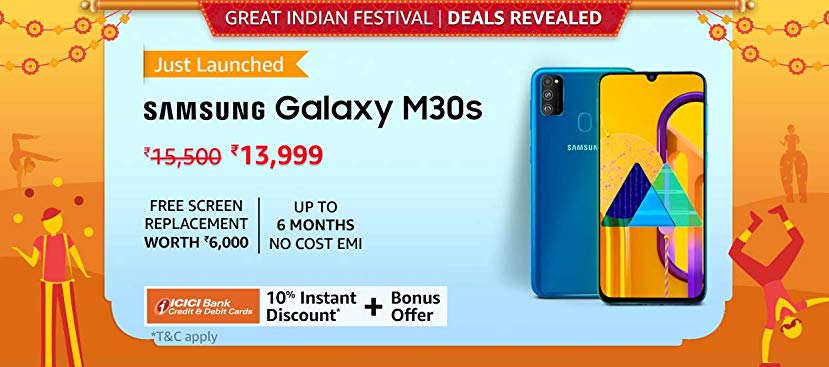 GREAT INDIAN FESTIVAL | DEALS REVEALED
Just Launched
SAMSUNG Galaxy M30s
₹15,500 ₹13,999
FREE SCREEN
REPLACEMENT
WORTH ₹6,000
UP TO
6 MONTHS
NO COST EMI
ICICI Bank
Credit & Debit Cards
10% Instant
Discount*
+
Bonus
Offer
*T&C apply
SAMSUNG